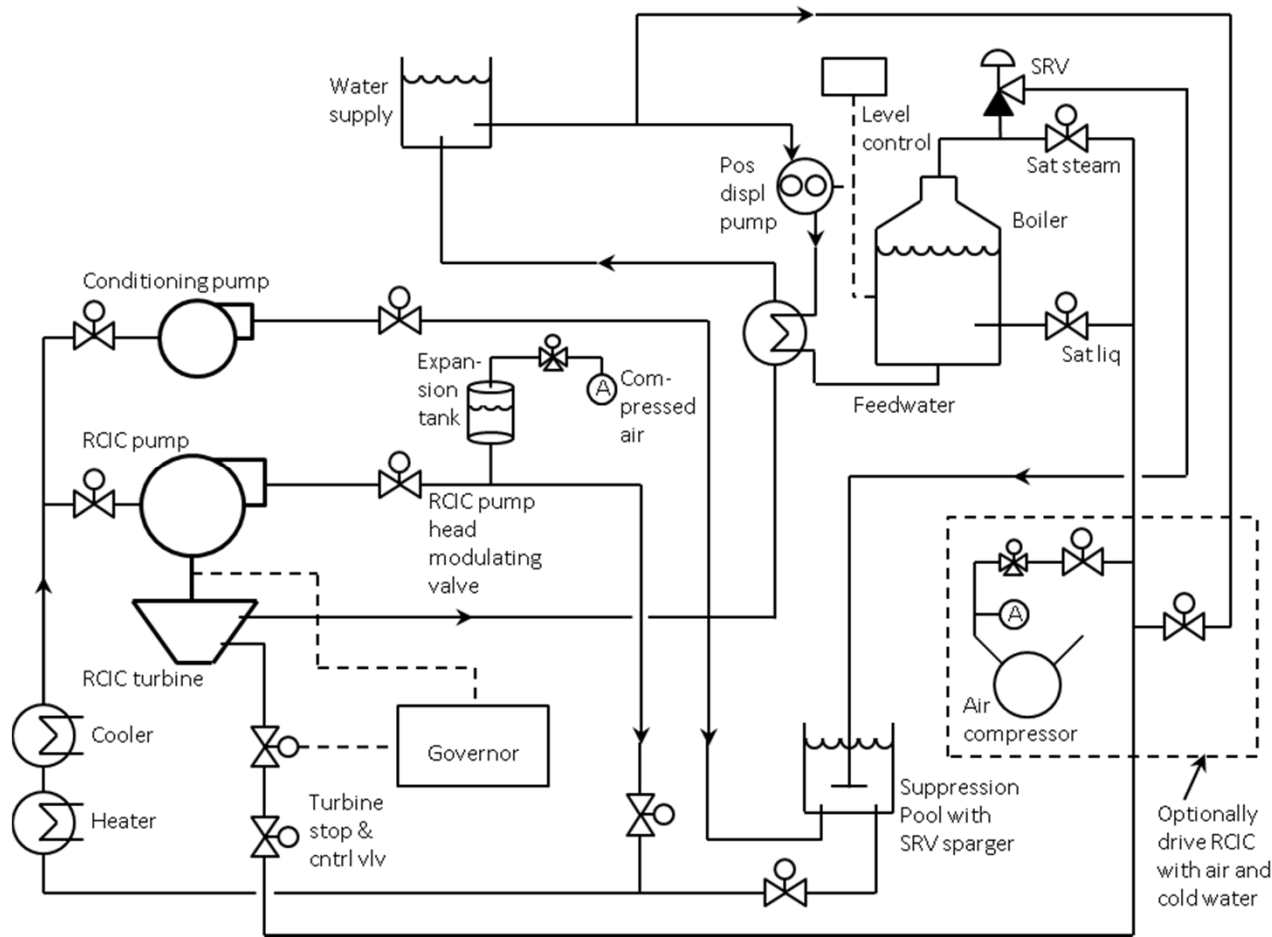 Water
supply
SRV
Level
control
Sat steam
Pos
displ
pump
Boiler
Conditioning pump
Sat liq
Expan-
sion
tank
A
Com-
pressed
air
Feedwater
RCIC pump
RCIC pump
head
modulating
valve
A
RCIC turbine
Air
compressor
Cooler
Governor
Heater
Turbine
stop &
cntrl vlv
Suppression
Pool with
SRV sparger
Optionally
drive RCIC
with air and
cold water